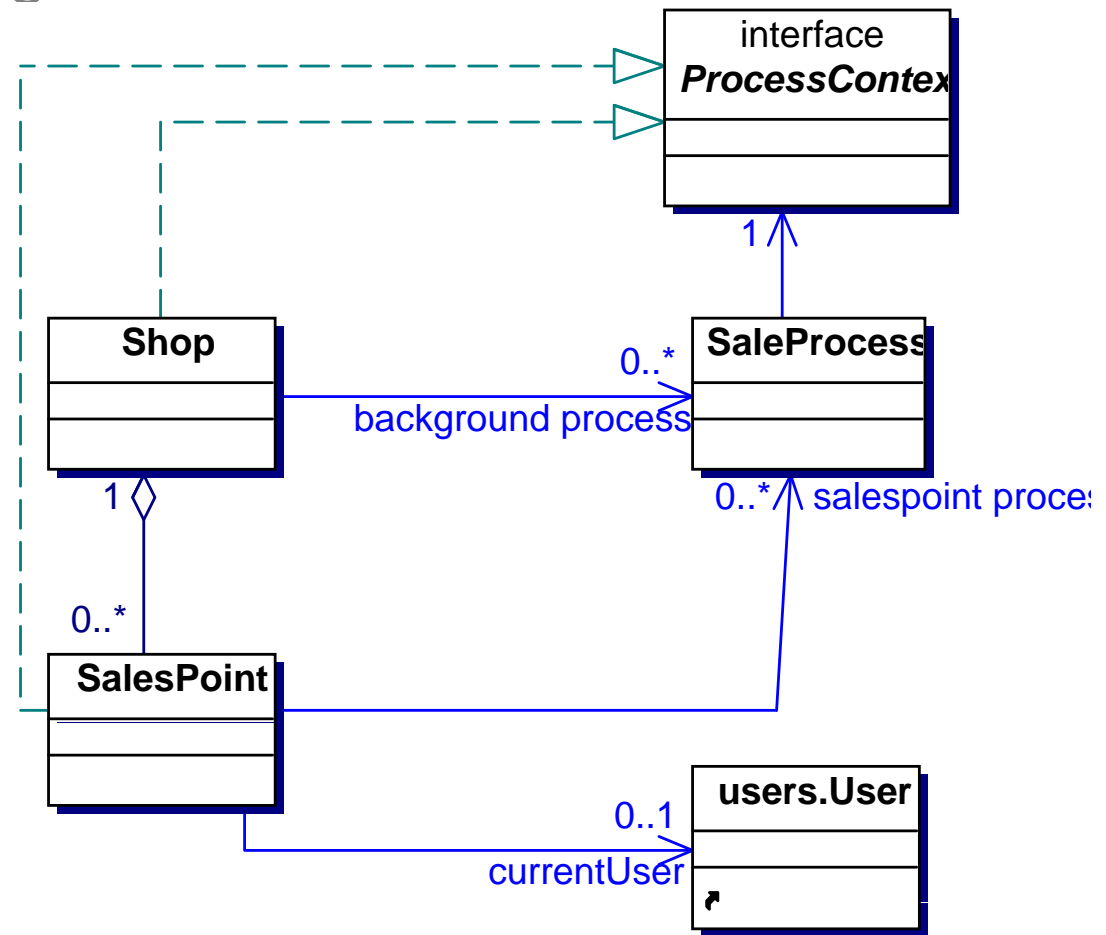 interface
ProcessContex
1
Shop
SaleProcess
0..*
background process
1
0..*
salespoint proces
0..*
SalesPoint
users.User
0..1
currentUser